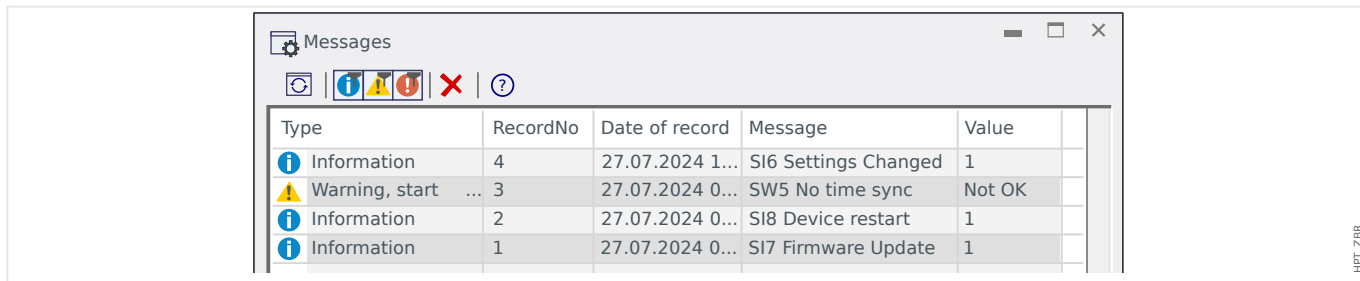 Messages
Type RecordNo Date of record Message Value
Information 4 27.07.2024 1... SI6 Settings Changed 1
Warning, start ... 3 27.07.2024 0... SW5 No time sync Not OK
Information 2 27.07.2024 0... SI8 Device restart 1
Information 1 27.07.2024 0... SI7 Firmware Update 1